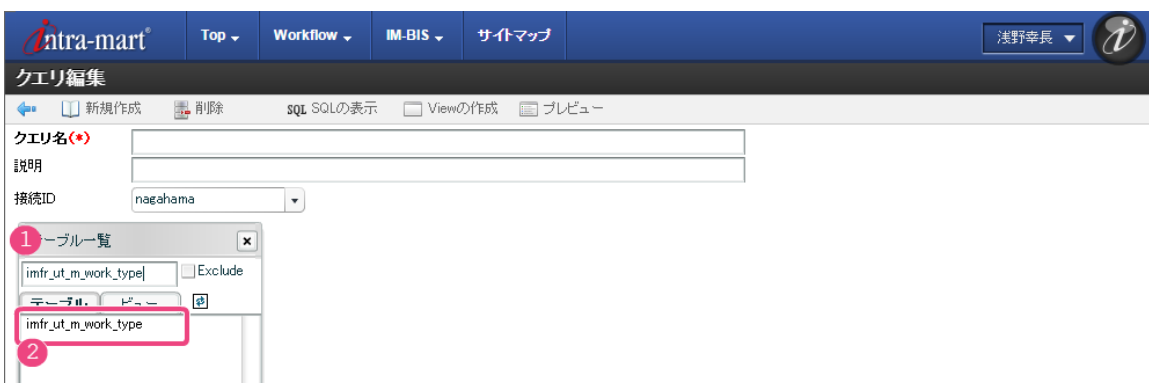 intra-mart® Top Workflow IM-BIS サイトマップ 浅野幸長
クエリ編集
新規作成 削除 SQL SQLの表示 Viewの作成 プレビュー
クエリ名(*)
説明
接続ID nagahama
1 ーブル一覧
imfr_ut_m_work_type Exclude
テーブル ビュー
imfr_ut_m_work_type
2